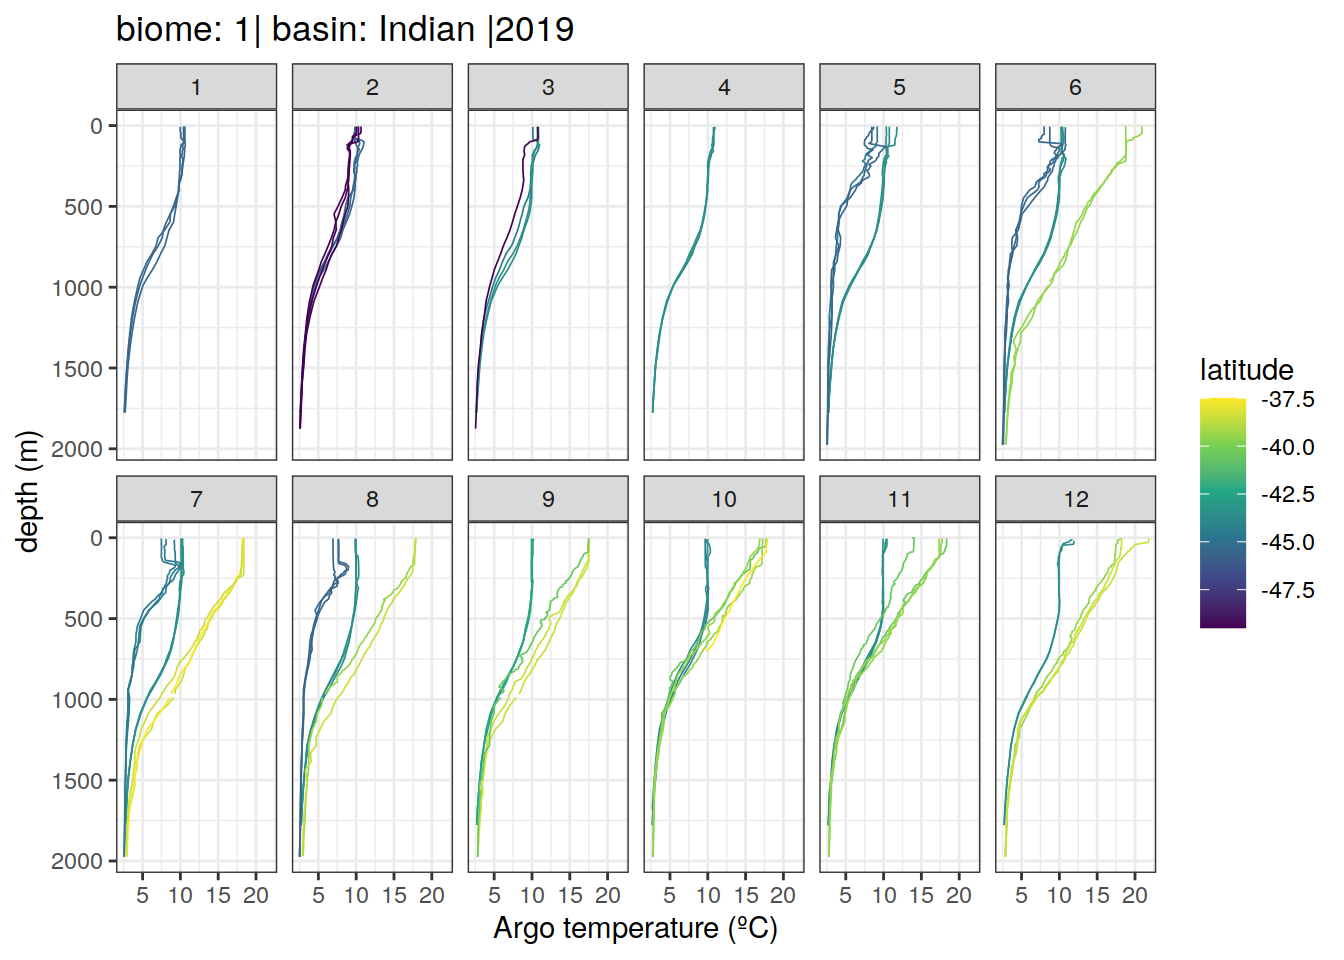 biome: 1| basin: Indian |2019
1 2 3 4 5 6
0
500
1000
1500
2000
7 8 9 10 11 12
0
500
1000
1500
2000
5 10 15 20 5 10 15 20 5 10 15 20 5 10 15 20 5 10 15 20 5 10 15 20
Argo temperature (ºC)
depth (m)
latitude
-37.5
-40.0
-42.5
-45.0
-47.5